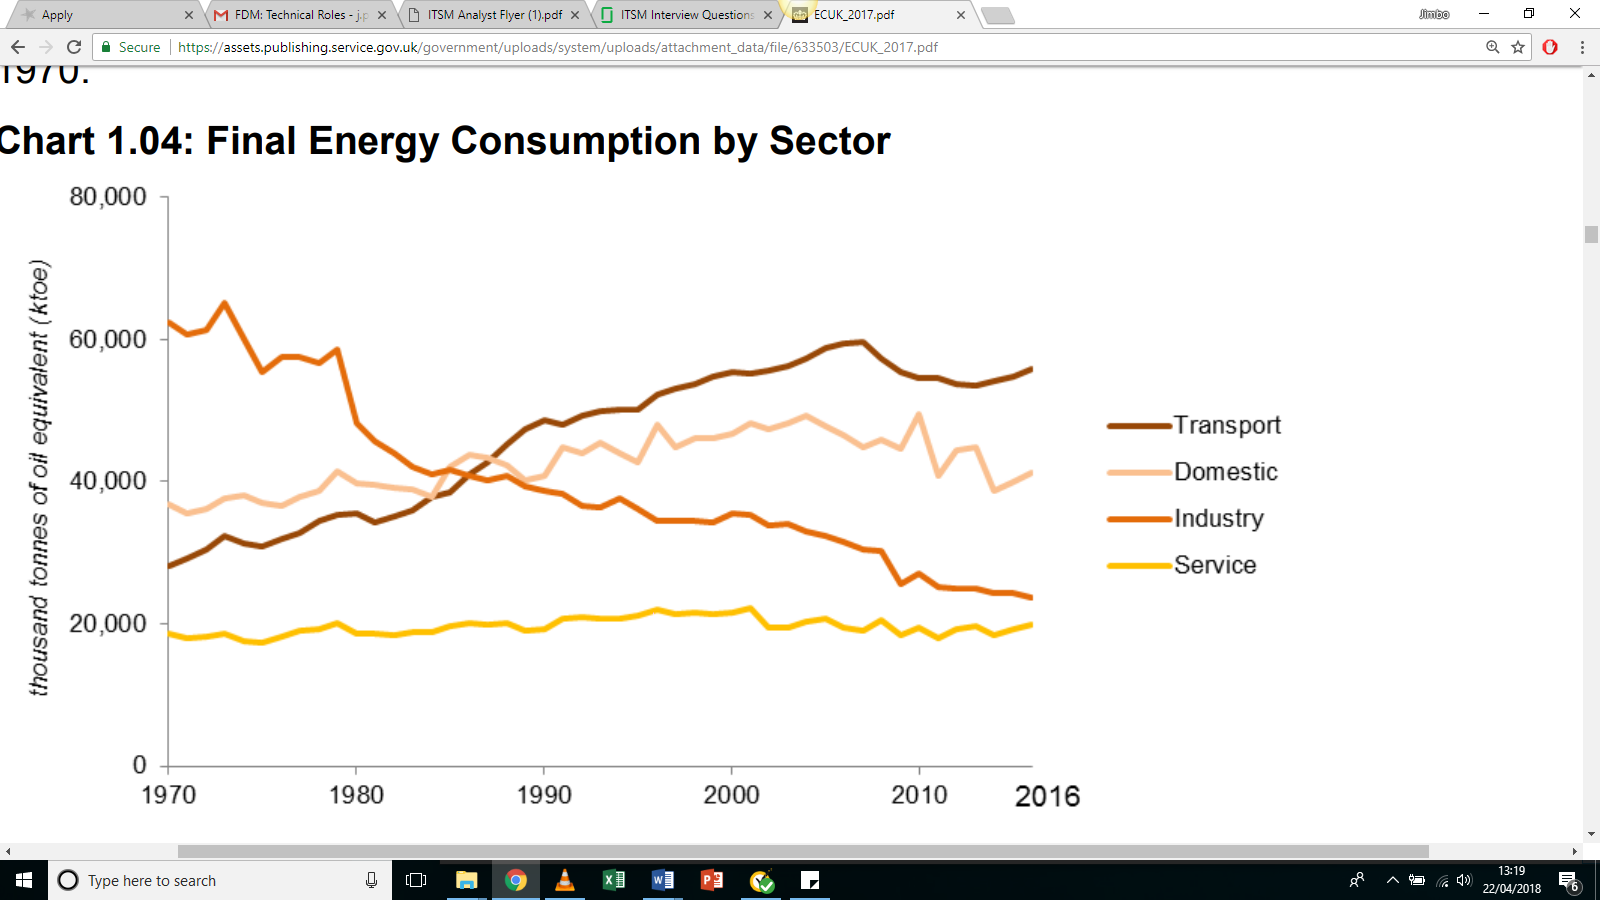 Apply
FDM: Technical Roles - j.p
ITSM Analyst Flyer (1).pdf
ITSM Interview Questions
ECUK_2017.pdf
Jimbo
Secure
https://assets.publishing.service.gov.uk/government/uploads/system/uploads/attachment_data/file/633503/ECUK_2017.pdf
1970.
Chart 1.04: Final Energy Consumption by Sector
thousand tonnes of oil equivalent (ktoe)
80,000
60,000
40,000
20,000
0
1970
1980
1990
2000
2010
2016
Transport
Domestic
Industry
Service
Type here to search
13:19
22/04/2018
6